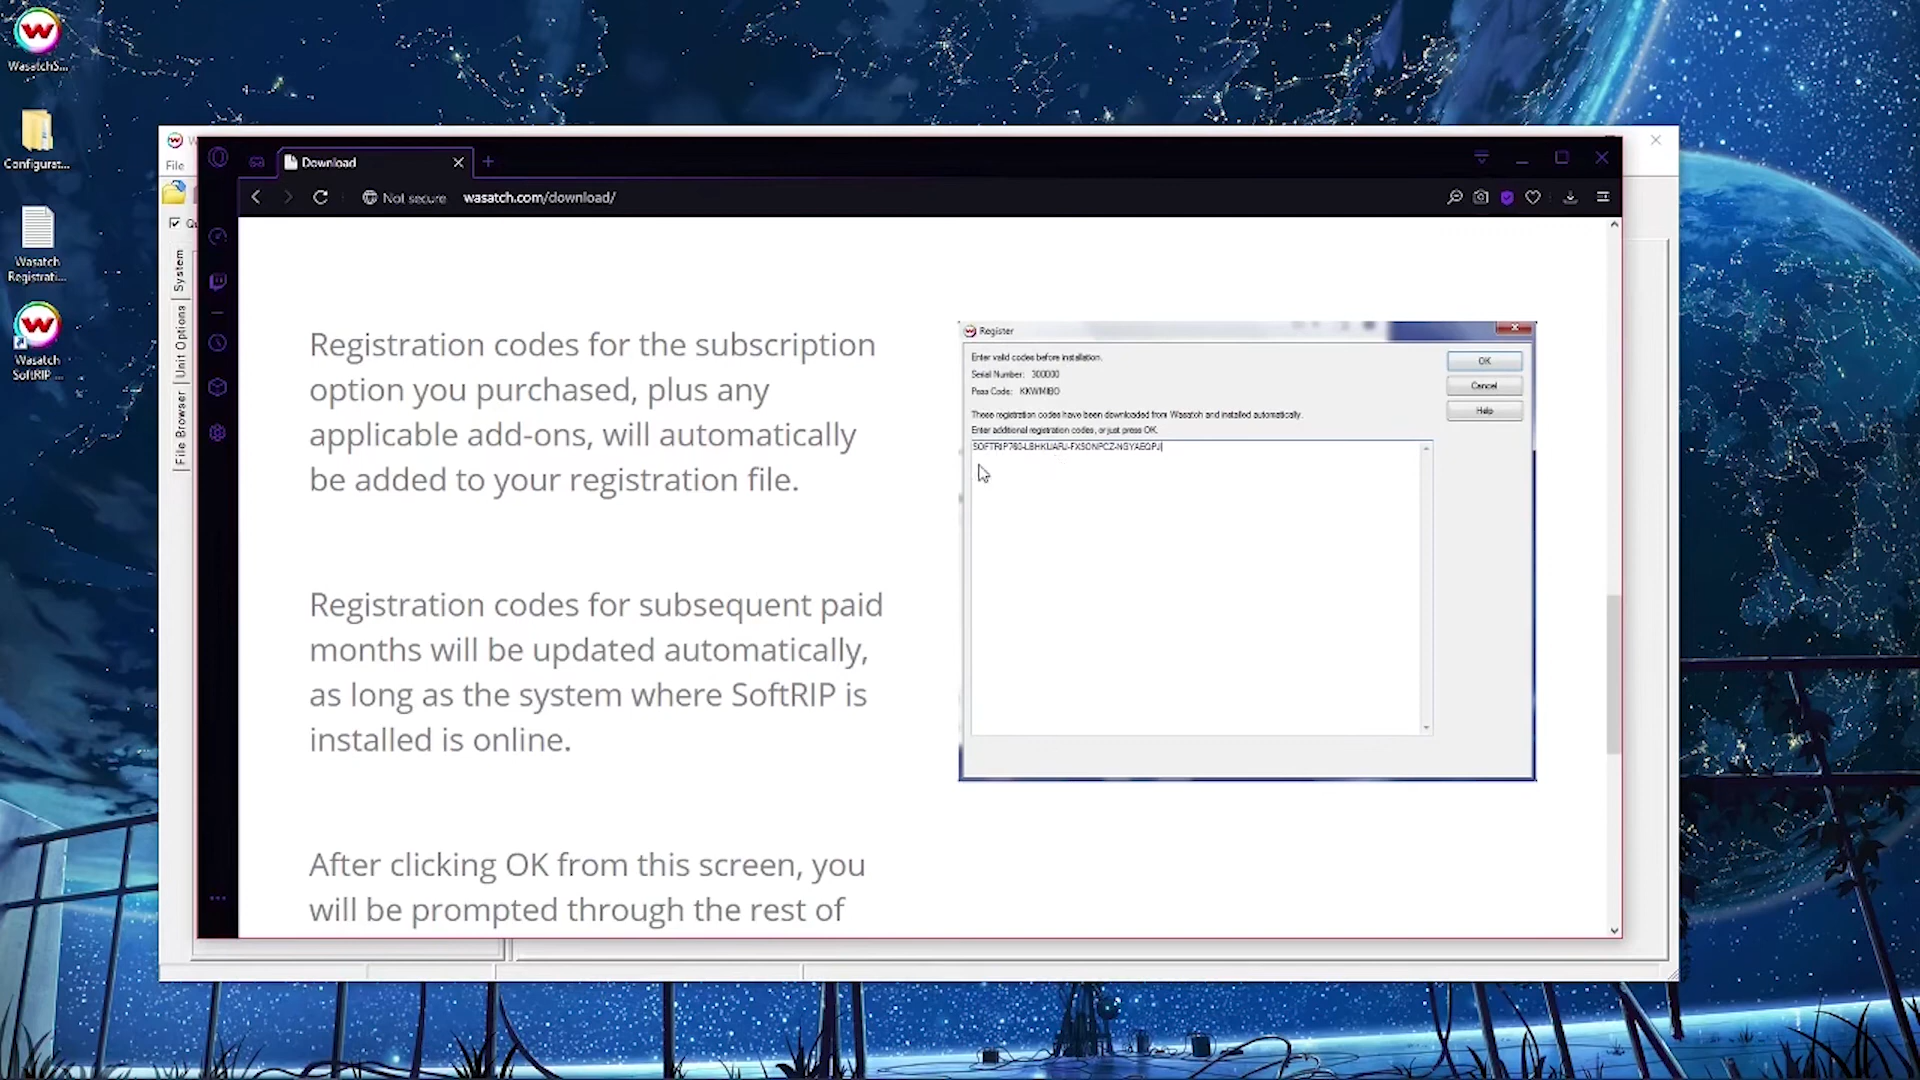 WasatchS...
Configurat...
Wasatch
Registrati...
Wasatch
SoftRIP ...
File
Qu
System
Unit Options
File Browser
Download
Not secure
wasatch.com/download/
Registration codes for the subscription
option you purchased, plus any
applicable add-ons, will automatically
be added to your registration file.
Registration codes for subsequent paid
months will be updated automatically,
as long as the system where SoftRIP is
installed is online.
After clicking OK from this screen, you
will be prompted through the rest of
Register
Enter valid codes before installation.
Serial Number: 300000
Pass Code: KKWMIIBO
These registration codes have been downloaded from Wasatch and installed automatically.
Enter additional registration codes, or just press OK.
OK
Cancel
Help